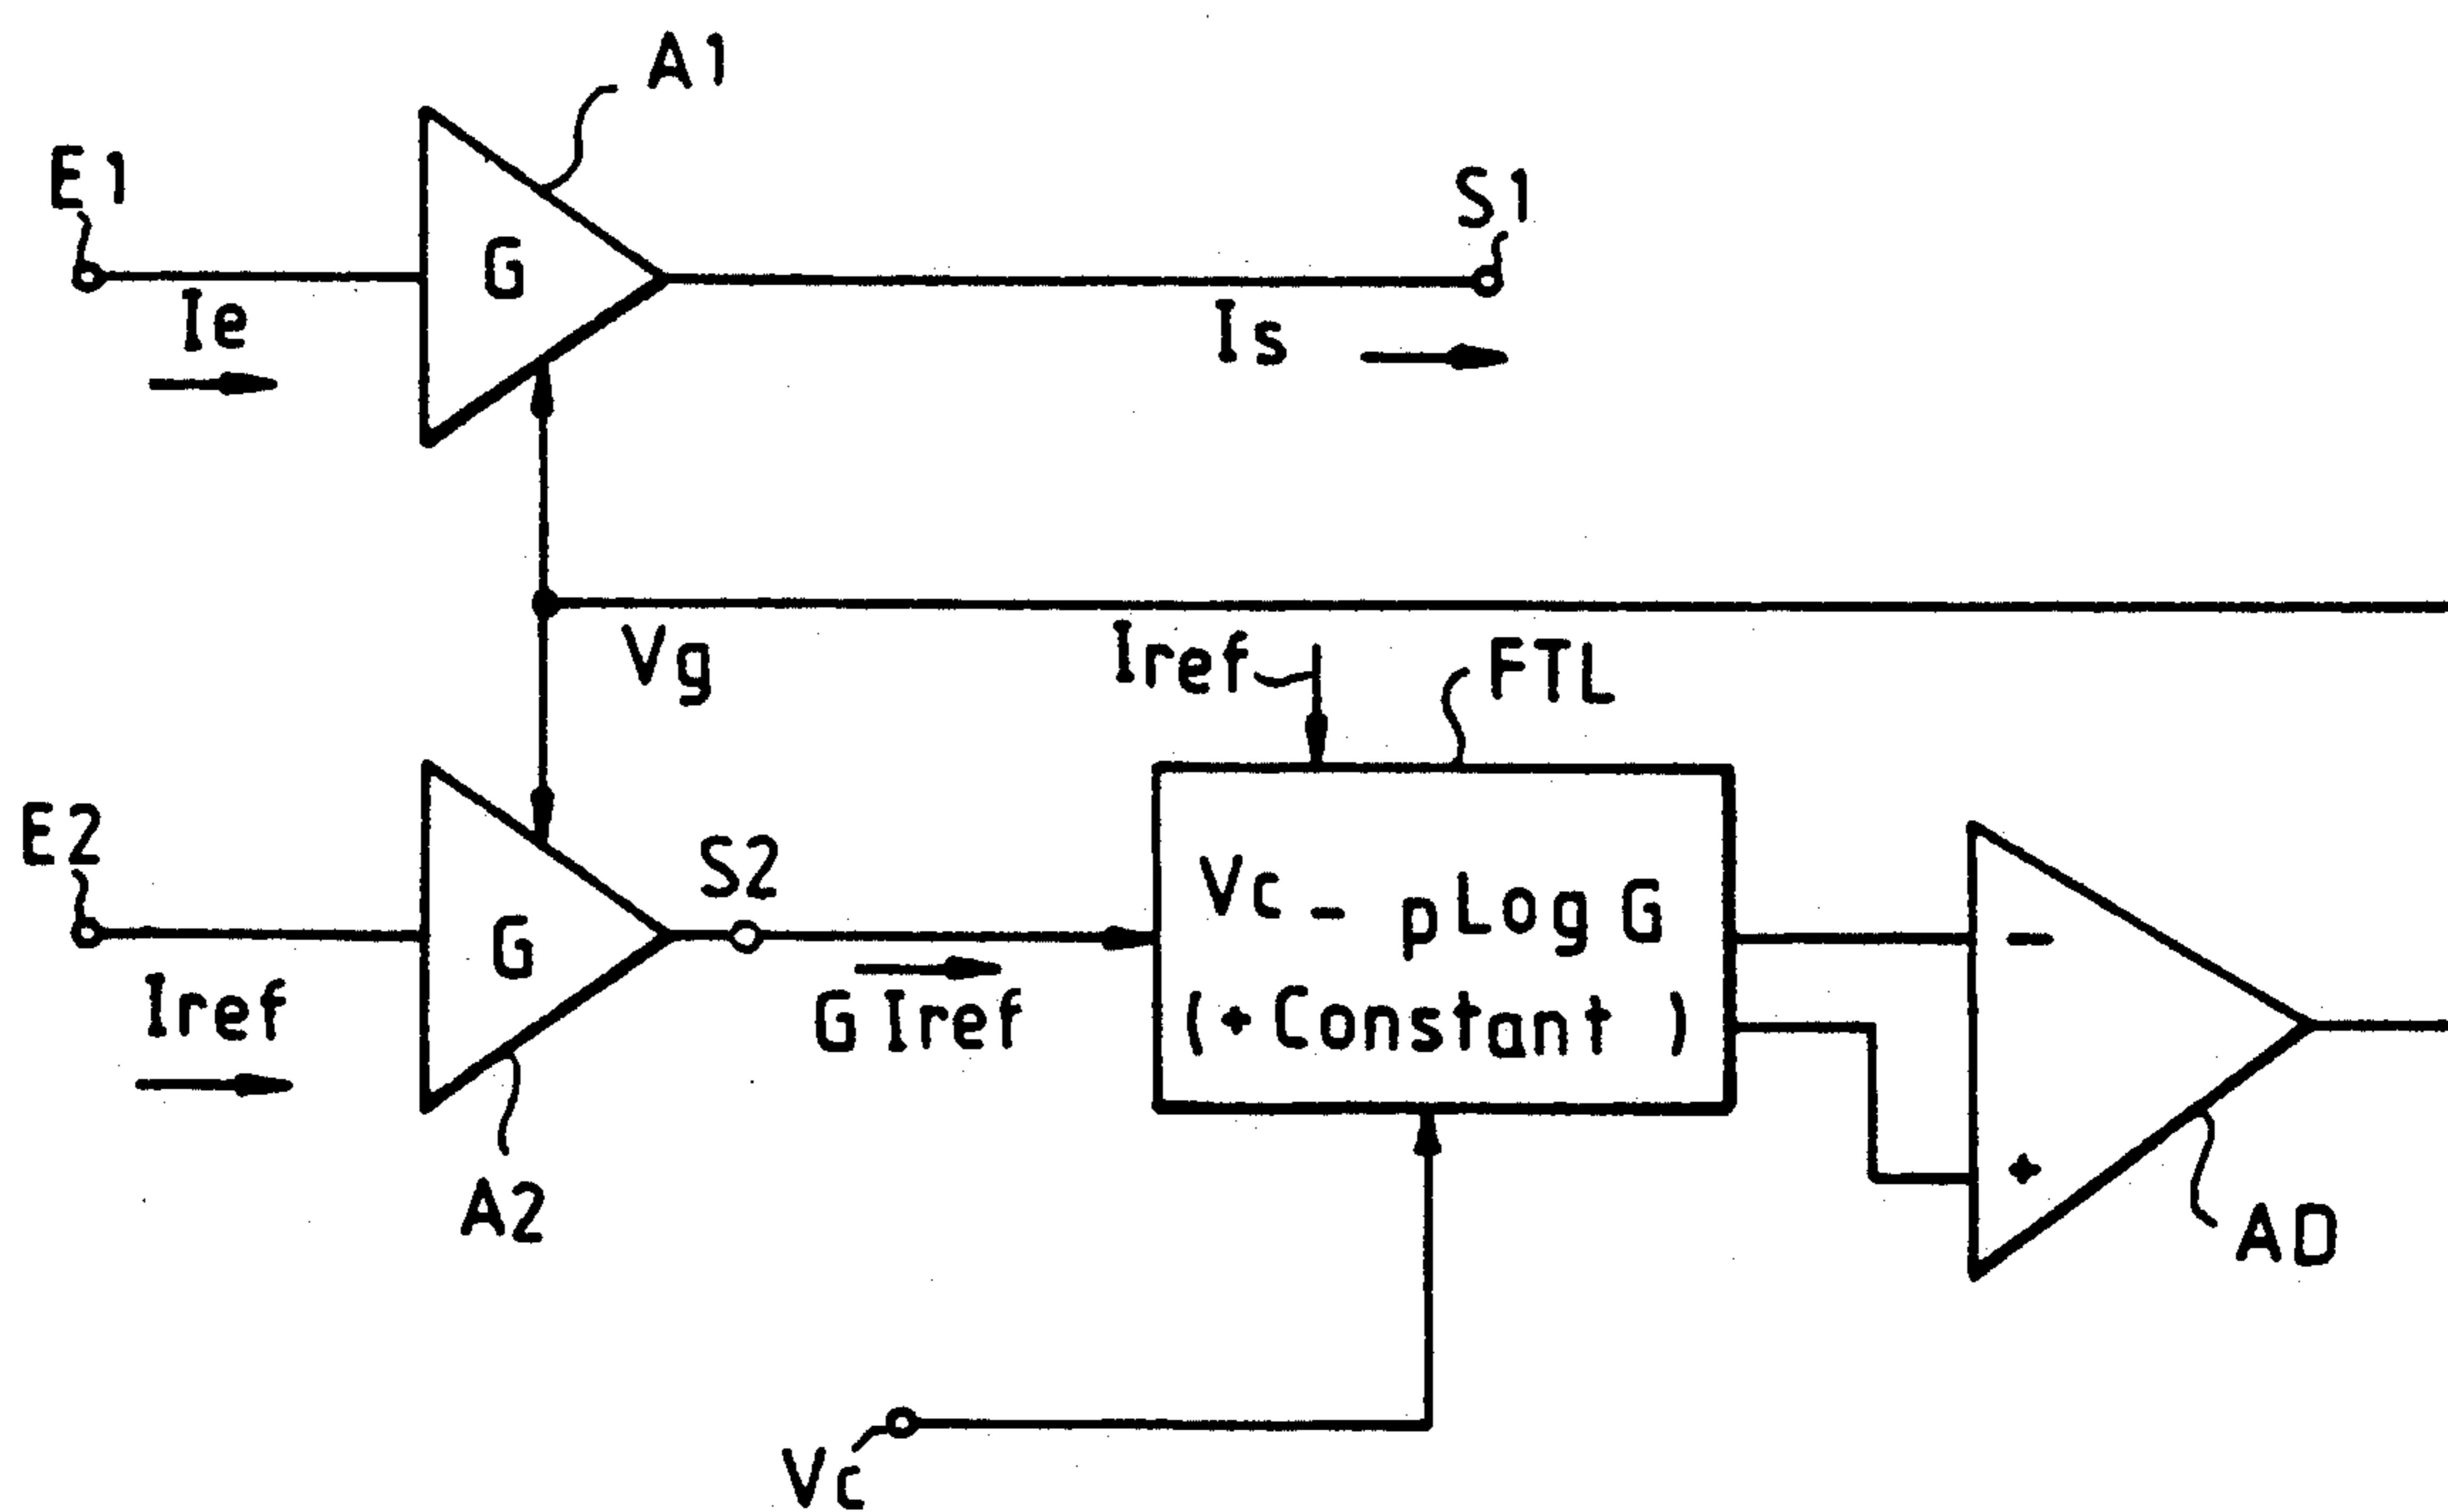 A1
E1
G
S1
Ie
Is
Vg
Iref
FTL
E2
S2
G
Vc - pLog G
-
Iref
G Iref
(+ Constant )
+
A2
AD
Vc